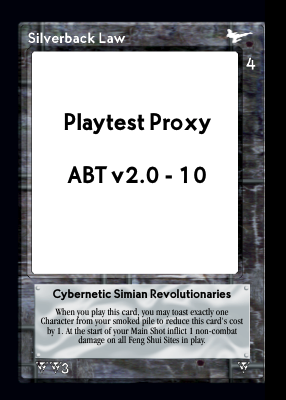 Silverback Law
4
Playtest Proxy
ABT v2.0 - 10
Cybernetic Simian Revolutionaries
When you play this card, you may toast exactly one
Character from your smoked pile to reduce this card's cost
by 1. At the start of your Main Shot inflict 1 non-combat
damage on all Feng Shui Sites in play.
3